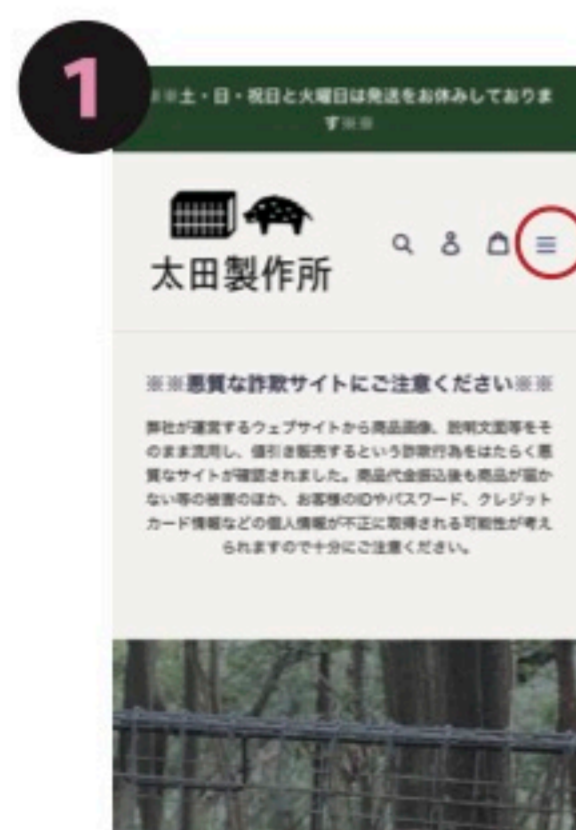 1
※※土・日・祝日と火曜日は発送をお休みしておりま
す※※
太田製作所
※※悪質な詐欺サイトにご注意ください※※
弊社が運営するウェブサイトから商品画像、説明文面等をそ
のまま流用し、値引き販売するという詐欺行為をはたらく悪
質なサイトが確認されました。商品代金振込後も商品が届か
ない等の被害のほか、お客様のIDやパスワード、クレジット
カード情報などの個人情報が不正に取得される可能性が考え
られますので十分にご注意ください。